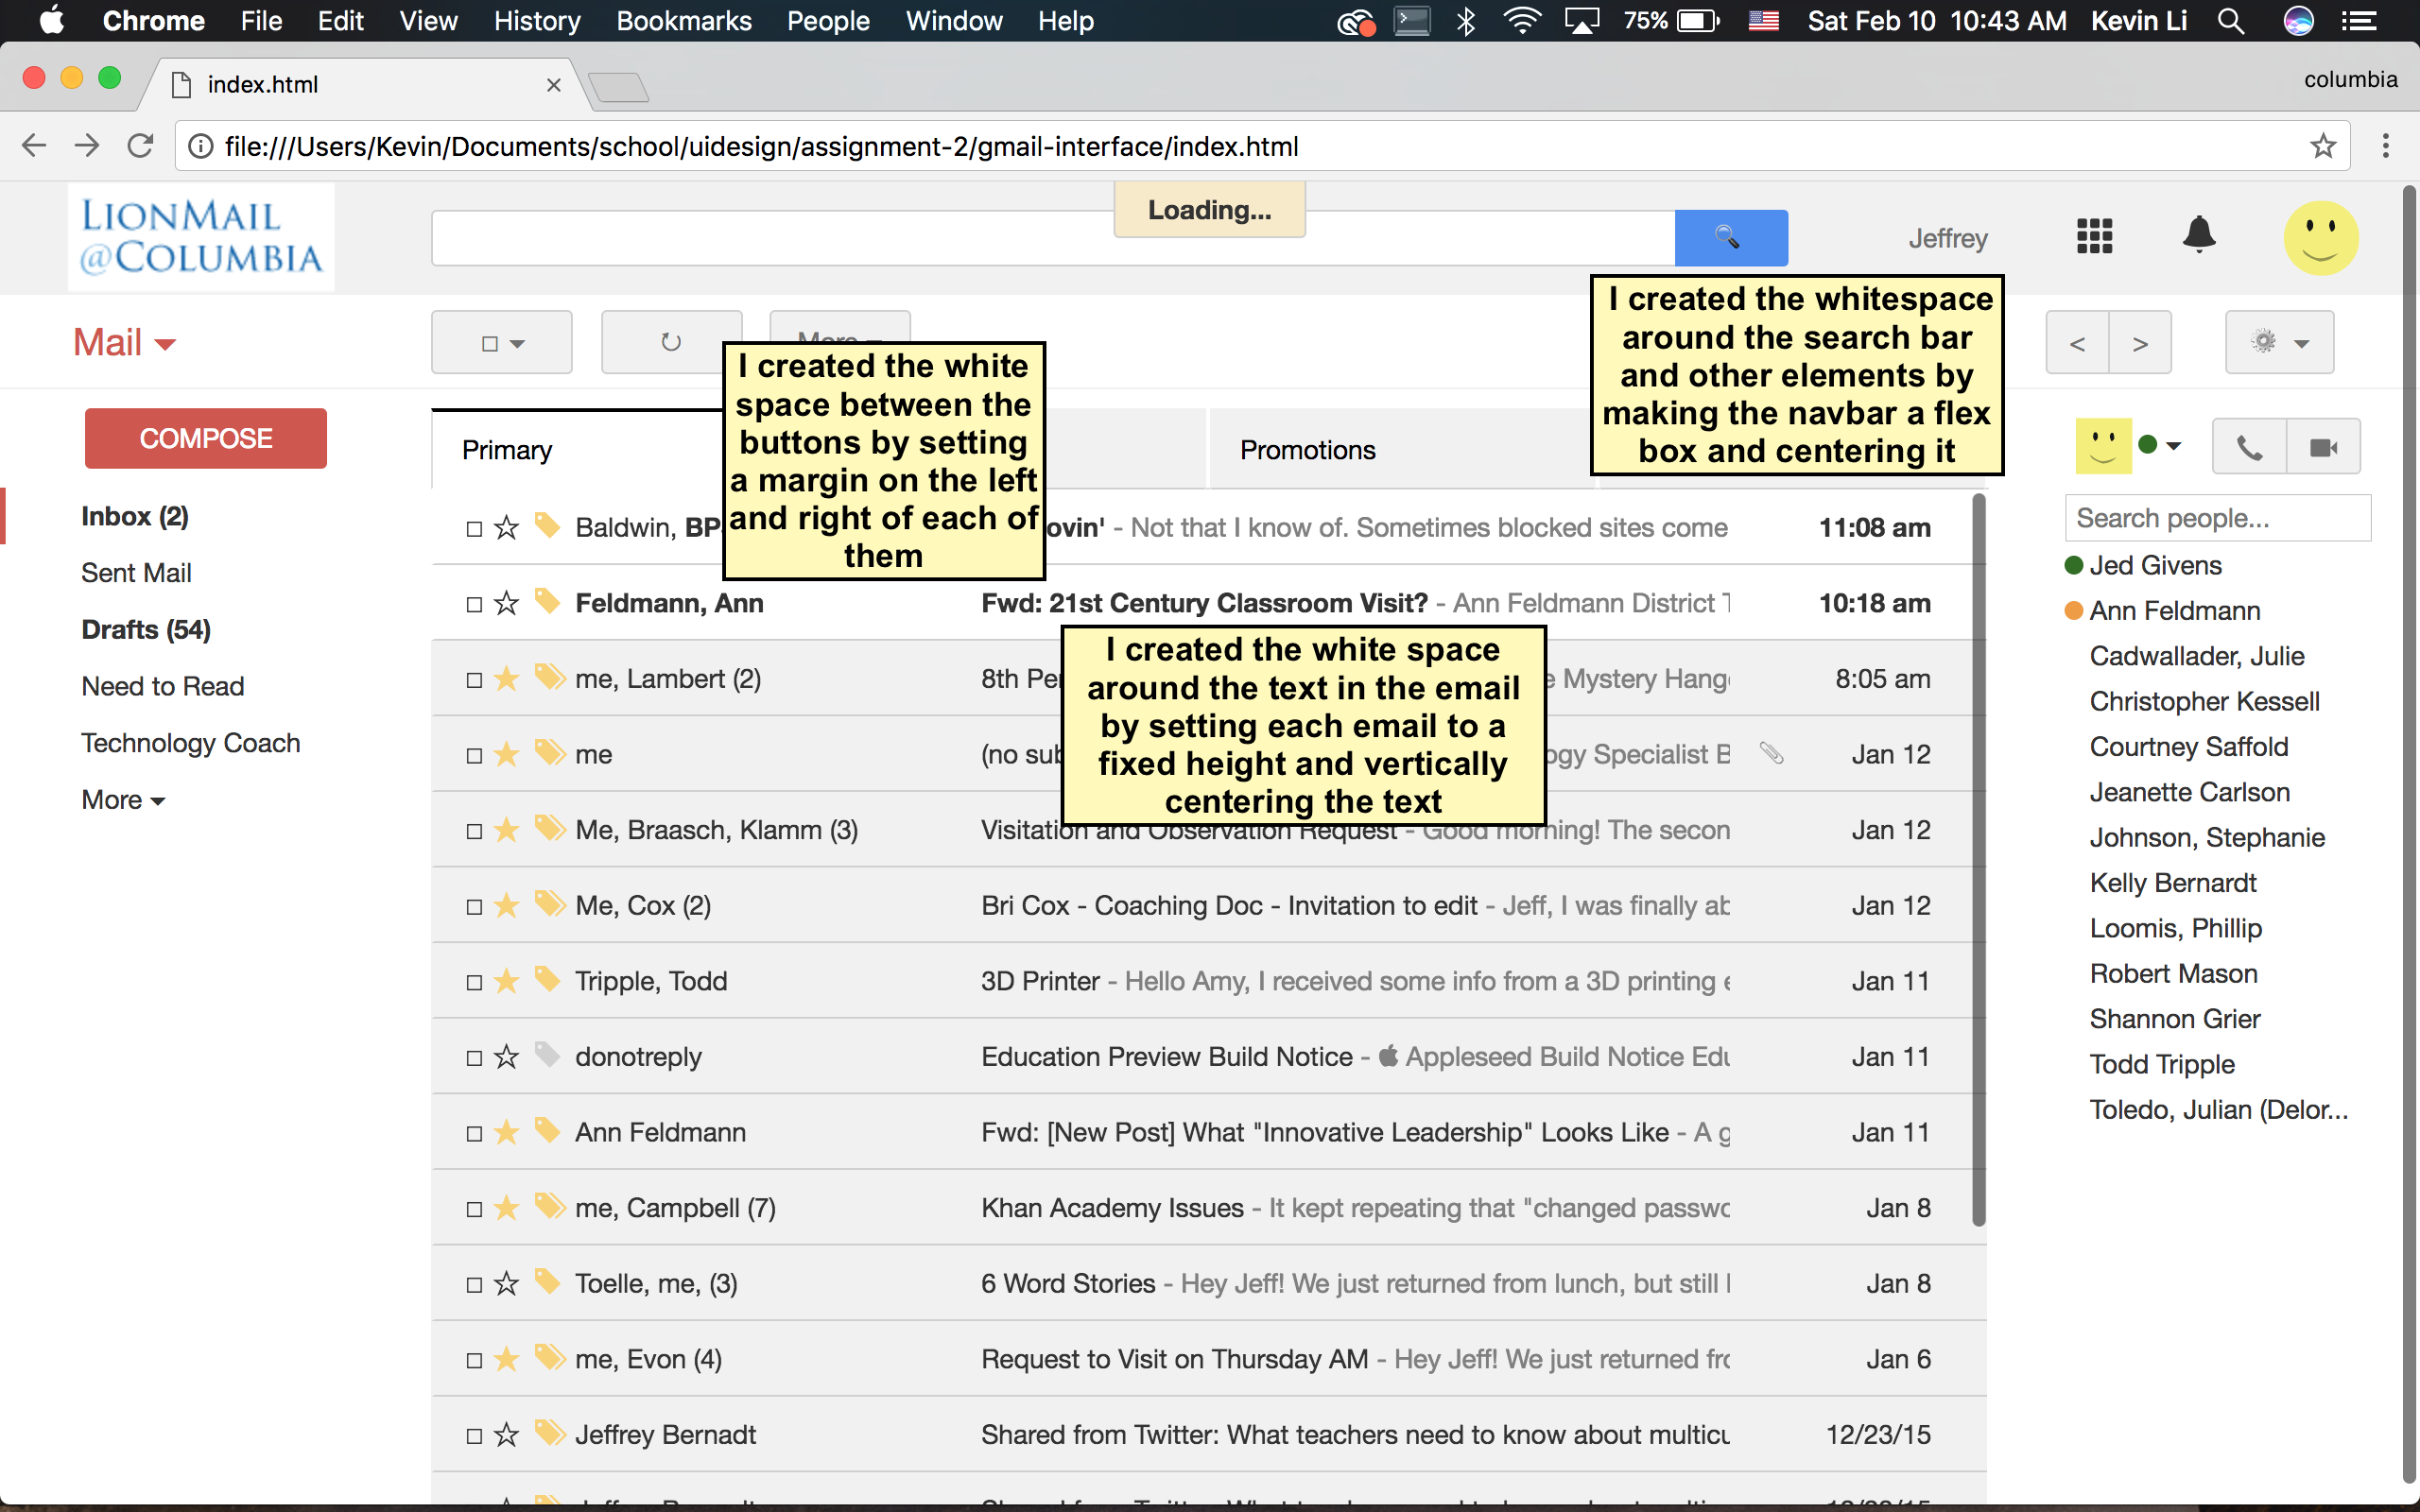 Chrome File Edit View History Bookmarks People Window Help 75% Sat Feb 10 10:43 AM Kevin Li
index.html columbia
file:///Users/Kevin/Documents/school/uidesign/assignment-2/gmail-interface/index.html
LIONMAIL
@COLUMBIA
Loading...
Jeffrey
Mail
More
< >
I created the white
space between the
buttons by setting
a margin on the left
and right of each of
them
I created the whitespace
around the search bar
and other elements by
making the navbar a flex
box and centering it
COMPOSE
Inbox (2)
Sent Mail
Drafts (54)
Need to Read
Technology Coach
More
Primary Promotions
Baldwin, ovin' - Not that I know of. Sometimes blocked sites come 11:08 am
Feldmann, Ann Fwd: 21st Century Classroom Visit? - Ann Feldmann District 10:18 am
I created the white space
around the text in the email
by setting each email to a
fixed height and vertically
centering the text
me, Lambert (2) 8th Mystery Hang 8:05 am
me (no Specialist Jan 12
Me, Braasch, Klamm (3) Visitation and Observation Request - Good morning! The secon Jan 12
Me, Cox (2) Bri Cox - Coaching Doc - Invitation to edit - Jeff, I was finally ab Jan 12
Tripple, Todd 3D Printer - Hello Amy, I received some info from a 3D printing Jan 11
donotreply Education Preview Build Notice - Appleseed Build Notice Edu Jan 11
Ann Feldmann Fwd: [New Post] What "Innovative Leadership" Looks Like - A g Jan 11
me, Campbell (7) Khan Academy Issues - It kept repeating that "changed passwo Jan 8
Toelle, me, (3) 6 Word Stories - Hey Jeff! We just returned from lunch, but still Jan 8
me, Evon (4) Request to Visit on Thursday AM - Hey Jeff! We just returned fro Jan 6
Jeffrey Bernadt Shared from Twitter: What teachers need to know about multicu 12/23/15
Search people...
Jed Givens
Ann Feldmann
Cadwallader, Julie
Christopher Kessell
Courtney Saffold
Jeanette Carlson
Johnson, Stephanie
Kelly Bernardt
Loomis, Phillip
Robert Mason
Shannon Grier
Todd Tripple
Toledo, Julian (Delor...